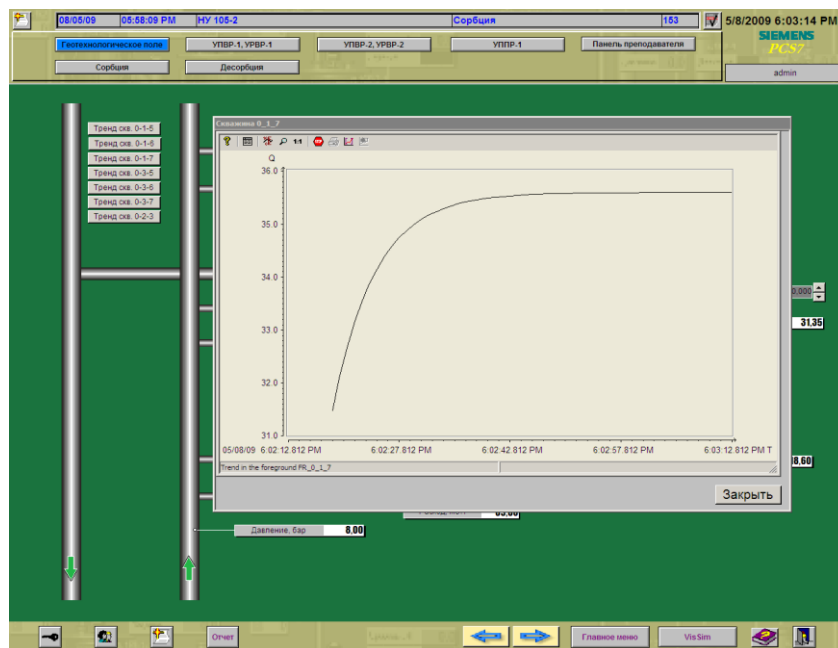 08/05/09 05:58:09 PM НУ 105-2 Сорбция 153 5/8/2009 6:03:14 PM
SIEMENS
PCS7
Геотехнологическое поле УПВР-1, УРВР-1 УПВР-2, УРВР-2 УППР-1 Панель преподавателя
Сорбция Десорбция admin
Скважина 0_1_7
Тренд скв. 0-1-5
Тренд скв. 0-1-6
Тренд скв. 0-1-7
Тренд скв. 0-3-5
Тренд скв. 0-3-6
Тренд скв. 0-3-7
Тренд скв. 0-2-3
1:1
Q
36.0
35.0
34.0
33.0
32.0
31.0
05/08/09 6:02:12.812 PM 6:02:27.812 PM 6:02:42.812 PM 6:02:57.812 PM 6:03:12.812 PM T
Trend in the foreground FR_0_1_7
0,000
31,35
8,60
Закрыть
Давление, бар 8,00
Отчет Главное меню VisSim